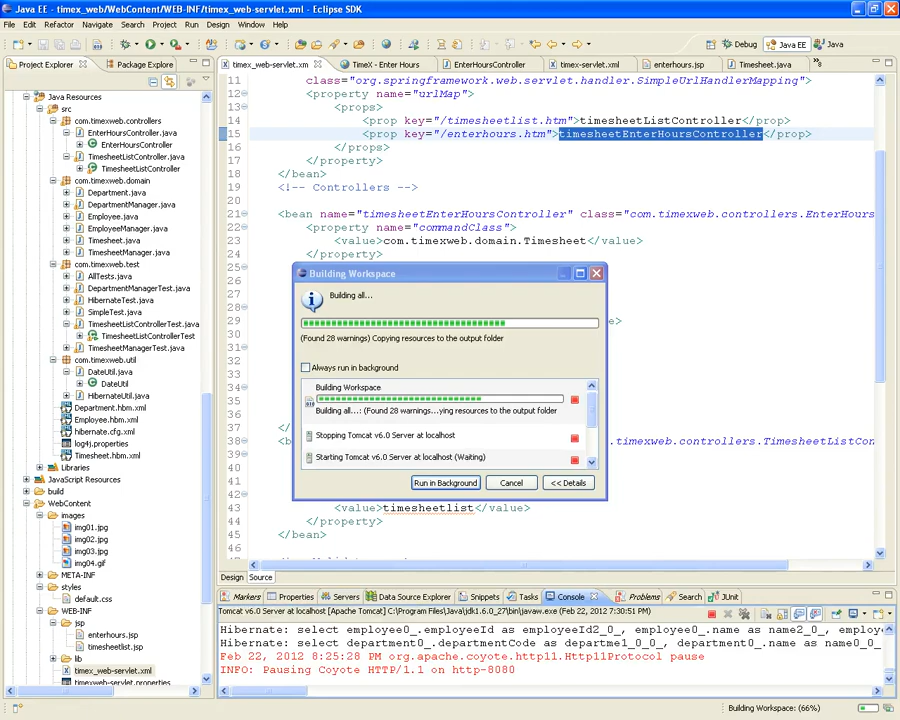 Java EE - timex_web/WebContent/WEB-INF/timex_web-servlet.xml - Eclipse SDK
File Edit Refactor Navigate Search Project Run Design Window Help
Debug Java EE Java
Project Explorer Package Explorer
timex_web-servlet.xm TimeX - Enter Hours EnterHoursController timex-servlet.xml enterhours.jsp Timesheet.java
Java Resources
src
com.timexweb.controllers
EnterHoursController.java
EnterHoursController
TimesheetListController.java
TimesheetListController
com.timexweb.domain
Department.java
DepartmentManager.java
Employee.java
EmployeeManager.java
Timesheet.java
TimesheetManager.java
com.timexweb.test
AllTests.java
DepartmentManagerTest.java
HibernateTest.java
SimpleTest.java
TimesheetListControllerTest.java
TimesheetListControllerTest
TimesheetManagerTest.java
com.timexweb.util
DateUtil.java
DateUtil
HibernateUtil.java
Department.hbm.xml
Employee.hbm.xml
hibernate.cfg.xml
log4j.properties
Timesheet.hbm.xml
Libraries
JavaScript Resources
build
WebContent
images
img01.jpg
img02.jpg
img03.jpg
img04.gif
META-INF
styles
default.css
WEB-INF
jsp
enterhours.jsp
timesheetlist.jsp
lib
timex_web-servlet.xml
timexweb-servlet.properties
11 class="org.springframework.web.servlet.handler.SimpleUrlHandlerMapping">
12 <property name="urlMap">
13 <props>
14 <prop key="/timesheetlist.htm">timesheetListController</prop>
15 <prop key="/enterhours.htm">timesheetEnterHoursController</prop>
16 </props>
17 </property>
18 </bean>
19 <!-- Controllers -->
20
21 <bean name="timesheetEnterHoursController" class="com.timexweb.controllers.EnterHours
22 <property name="commandClass">
23 <value>com.timexweb.domain.Timesheet</value>
24 </property>
25
26
27
28
29 e>
30
31
32
33
34
35
36
37 </
38 <b .timexweb.controllers.TimesheetListCon
39
40
41
42
43 <value>timesheetlist</value>
44 </property>
45 </bean>
46
Building Workspace
Building all...
(Found 28 warnings) Copying resources to the output folder
Always run in background
Building Workspace
Building all...: (Found 28 warnings...ying resources to the output folder
Stopping Tomcat v6.0 Server at localhost
Starting Tomcat v6.0 Server at localhost (Waiting)
Run in Background Cancel << Details
Design Source
Markers Properties Servers Data Source Explorer Snippets Tasks Console Problems Search JUnit
Tomcat v6.0 Server at localhost [Apache Tomcat] C:\Program Files\Java\jdk1.6.0_27\bin\javaw.exe (Feb 22, 2012 7:30:51 PM)
Hibernate: select employee0_.employeeId as employeeId2_0_, employee0_.name as name2_0_, employe
Hibernate: select department0_.departmentCode as departme1_0_0_, department0_.name as name0_0_
Feb 22, 2012 8:25:28 PM org.apache.coyote.http11.Http11Protocol pause
INFO: Pausing Coyote HTTP/1.1 on http-8080
Building Workspace: (66%)